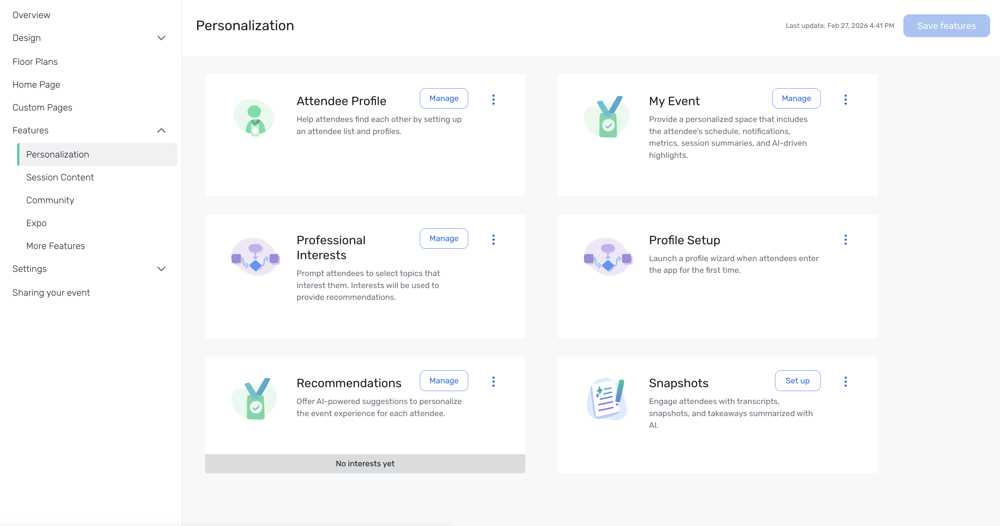 Overview
Design
Floor Plans
Home Page
Custom Pages
Features
Personalization
Session Content
Community
Expo
More Features
Settings
Sharing your event
Personalization
Last update: Feb 27, 2026 4:41 PM
Save features
Attendee Profile
Manage
Help attendees find each other by setting up
an attendee list and profiles.
My Event
Manage
Provide a personalized space that includes
the attendee’s schedule, notifications,
metrics, session summaries, and AI-driven
highlights.
Professional
Interests
Manage
Prompt attendees to select topics that
interest them. Interests will be used to
provide recommendations.
Profile Setup
Launch a profile wizard when attendees enter
the app for the first time.
Recommendations
Manage
Offer AI-powered suggestions to personalize
the event experience for each attendee.
No interests yet
Snapshots
Set up
Engage attendees with transcripts,
snapshots, and takeaways summarized with
AI.